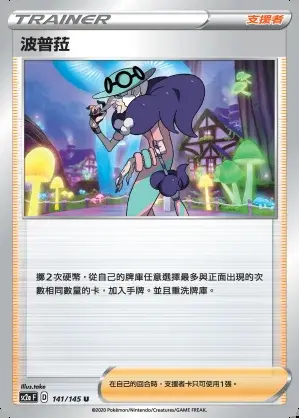 TRAINER 支援者
波普菈
擲2次硬幣,從自己的牌庫任意選擇最多與正面出現的次
數相同數量的卡,加入手牌。並且重洗牌庫。
Illus.take
SC2a F D 141/145 U
在自己的回合時,支援者卡只可使用1張。
©2020 Pokémon/Nintendo/Creatures/GAME FREAK.